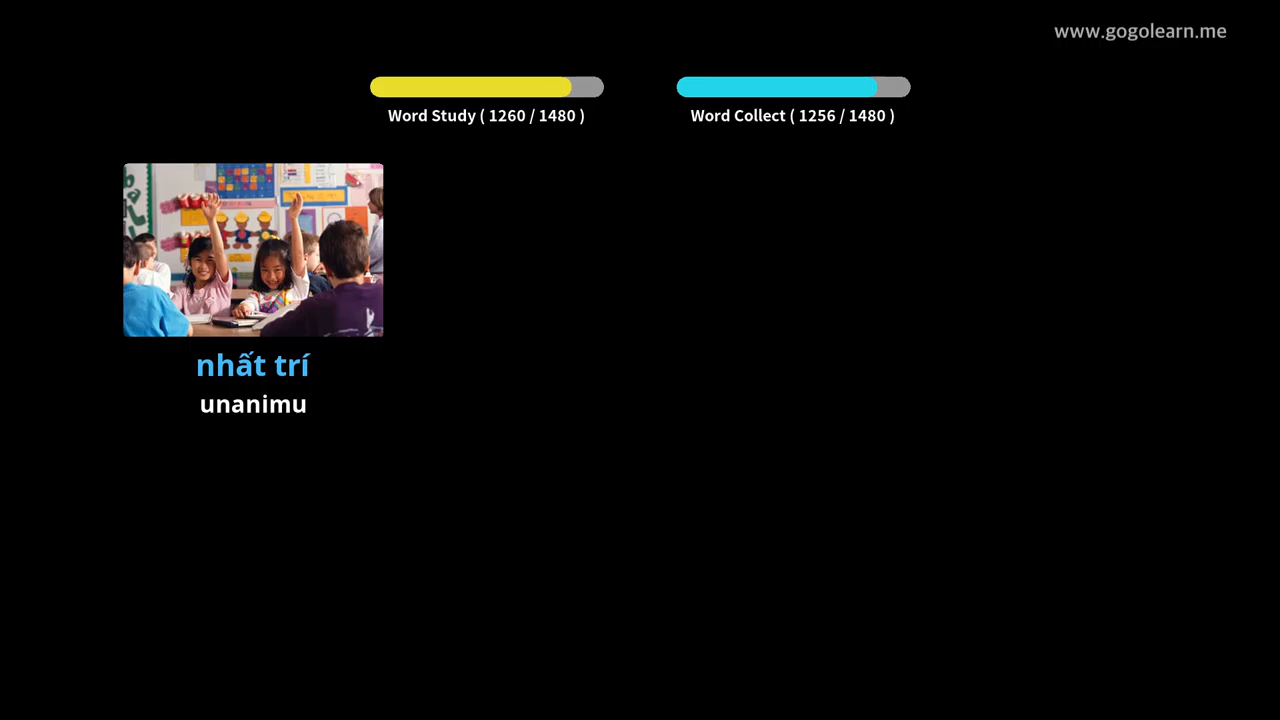 www.gogolearn.me
Word Study ( 1260 / 1480 )
Word Collect ( 1256 / 1480 )
nhất trí
unanimu